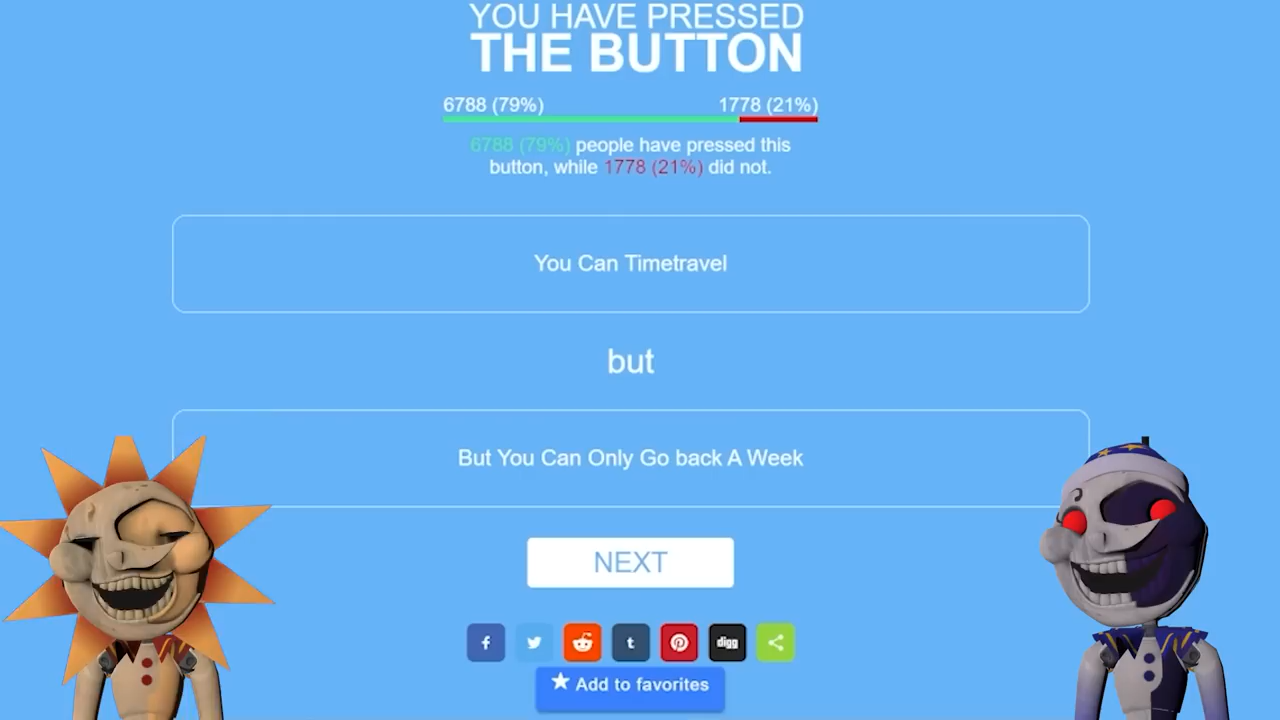 YOU HAVE PRESSED
THE BUTTON
6788 (79%) 1778 (21%)
6788 (79%) people have pressed this
button, while 1778 (21%) did not.
You Can Timetravel
but
But You Can Only Go back A Week
NEXT
f t digg
Add to favorites